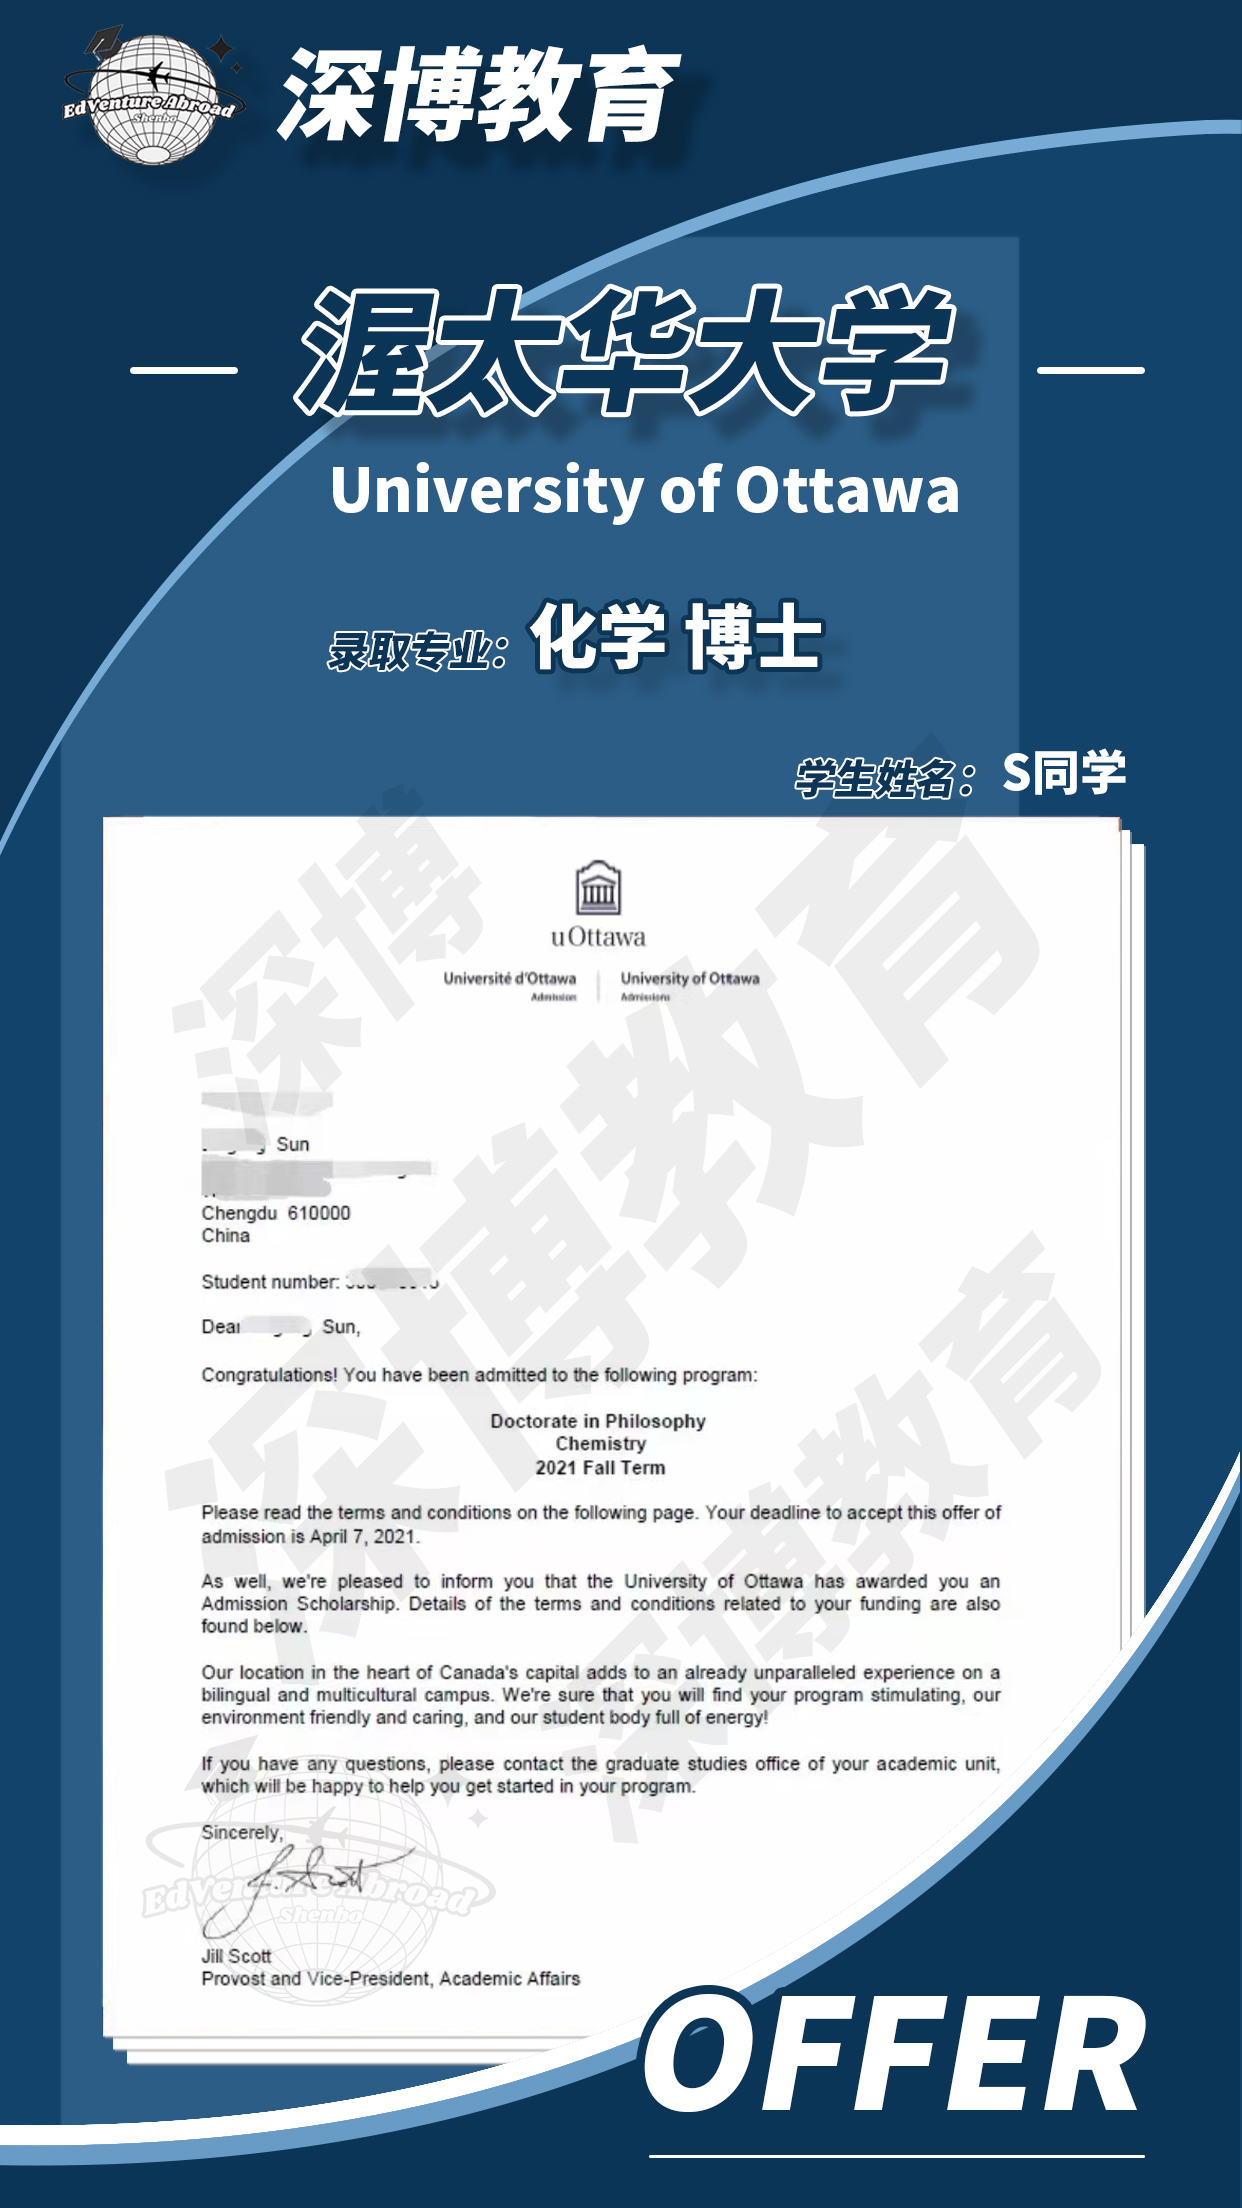 EdVenture Abroad
Shenbo
深博教育
渥太华大学
University of Ottawa
录取专业：化学 博士
学生姓名：S同学
uOttawa
Université d'Ottawa
Admission
University of Ottawa
Admissions
Sun
Chengdu 610000
China
Student number:
Dear Sun,
Congratulations! You have been admitted to the following program:
Doctorate in Philosophy
Chemistry
2021 Fall Term
Please read the terms and conditions on the following page. Your deadline to accept this offer of
admission is April 7, 2021.
As well, we're pleased to inform you that the University of Ottawa has awarded you an
Admission Scholarship. Details of the terms and conditions related to your funding are also
found below.
Our location in the heart of Canada's capital adds to an already unparalleled experience on a
bilingual and multicultural campus. We're sure that you will find your program stimulating, our
environment friendly and caring, and our student body full of energy!
If you have any questions, please contact the graduate studies office of your academic unit,
which will be happy to help you get started in your program.
Sincerely,
J. Scott
Jill Scott
Provost and Vice-President, Academic Affairs
深博
深博教育
深博教育
EdVenture Abroad
Shenbo
OFFER